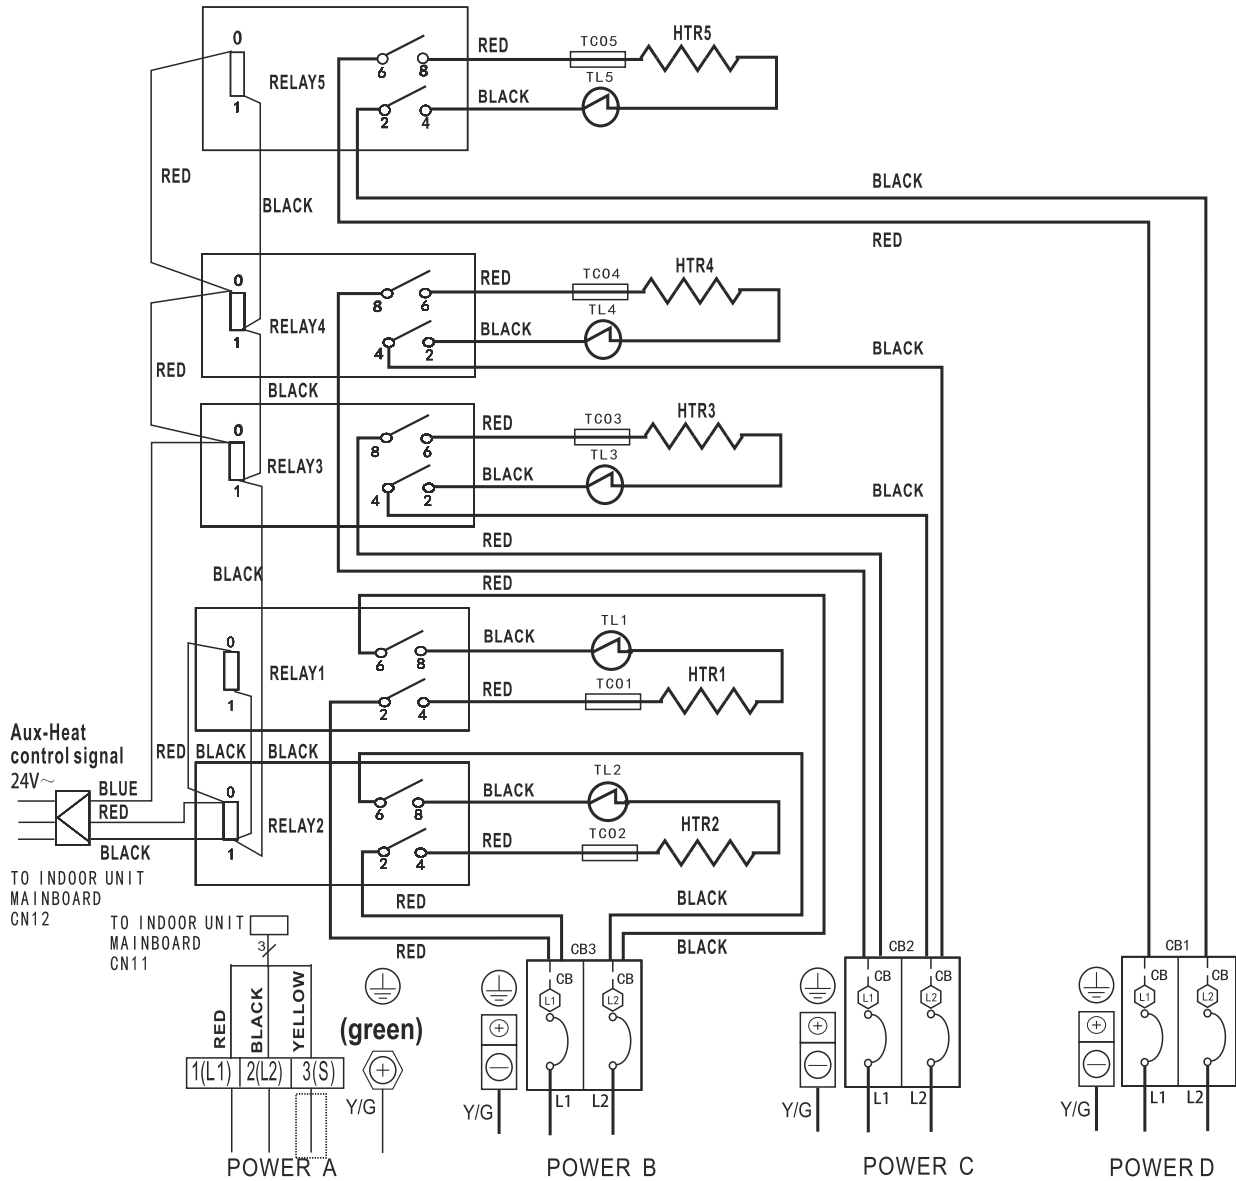 0
RELAY5
1
6
8
2
4
RED
TCO5
HTR5
TL5
BLACK
RED
BLACK
BLACK
RED
0
RELAY4
1
8
6
4
2
RED
TCO4
HTR4
TL4
BLACK
BLACK
RED
BLACK
0
RELAY3
1
8
6
4
2
RED
TCO3
HTR3
TL3
BLACK
BLACK
RED
BLACK
RED
0
RELAY1
1
6
8
2
4
BLACK
TL1
RED
TCO1
HTR1
RED
BLACK
BLACK
0
RELAY2
1
6
8
2
4
BLACK
TL2
RED
TCO2
HTR2
Aux-Heat
control signal
24V~
BLUE
RED
BLACK
TO INDOOR UNIT
MAINBOARD
CN12
TO INDOOR UNIT
MAINBOARD
CN11
3
RED
BLACK
YELLOW
1(L1)
2(L2)
3(S)
POWER A
(green)
Y/G
RED
RED
BLACK
BLACK
CB3
CB
CB
L1
L2
Y/G
L1
L2
POWER B
CB2
CB
CB
L1
L2
Y/G
L1
L2
POWER C
CB1
CB
CB
L1
L2
Y/G
L1
L2
POWER D